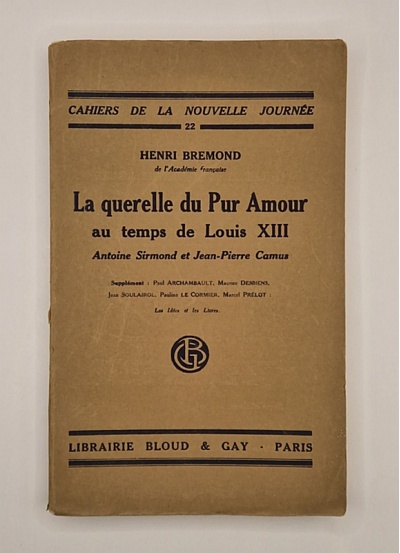 CAHIERS DE LA NOUVELLE JOURNÉE
22
HENRI BREMOND
de l'Académie française
La querelle du Pur Amour
au temps de Louis XIII
Antoine Sirmond et Jean-Pierre Camus
Supplément : Paul ARCHAMBAULT, Maurice DESBIENS,
Jean SOULAIROL, Pauline LE CORMIER, Marcel PRÉLOT :
Les Idées et les Livres.
LIBRAIRIE BLOUD & GAY - PARIS